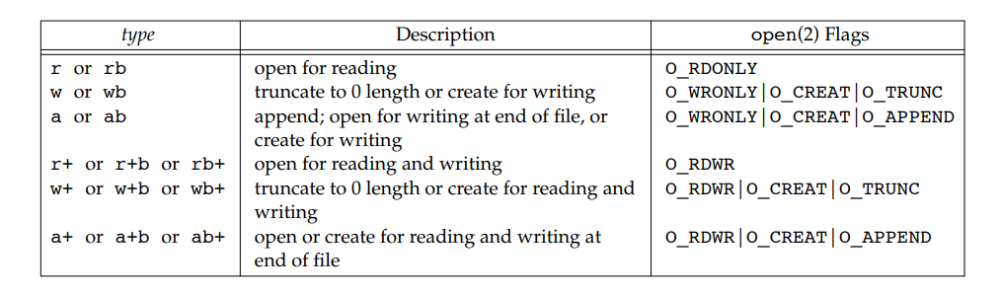 type Description open(2) Flags
r or rb open for reading O_RDONLY
w or wb truncate to 0 length or create for writing O_WRONLY|O_CREAT|O_TRUNC
a or ab append; open for writing at end of file, or O_WRONLY|O_CREAT|O_APPEND
create for writing
r+ or r+b or rb+ open for reading and writing O_RDWR
w+ or w+b or wb+ truncate to 0 length or create for reading and O_RDWR|O_CREAT|O_TRUNC
writing
a+ or a+b or ab+ open or create for reading and writing at O_RDWR|O_CREAT|O_APPEND
end of file